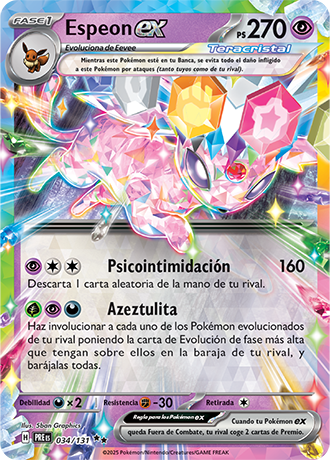 FASE 1
Espeon ex
PS 270
Evoluciona de Eevee
Teracristal
Mientras este Pokémon esté en tu Banca, se evita todo el daño infligido
a este Pokémon por ataques (tanto tuyos como de tu rival).
Psicointimidación 160
Descarta 1 carta aleatoria de la mano de tu rival.
Azeztulita
Haz involucionar a cada uno de los Pokémon evolucionados
de tu rival poniendo la carta de Evolución de fase más alta
que tengan sobre ellos en la baraja de tu rival, y
barájalas todas.
Debilidad ×2 Resistencia -30 Retirada
Illus. 5ban Graphics
Regla para los Pokémon ex
Cuando tu Pokémon ex
queda Fuera de Combate, tu rival coge 2 cartas de Premio.
H PRE ES 034/131
©2025 Pokémon/Nintendo/Creatures/GAME FREAK